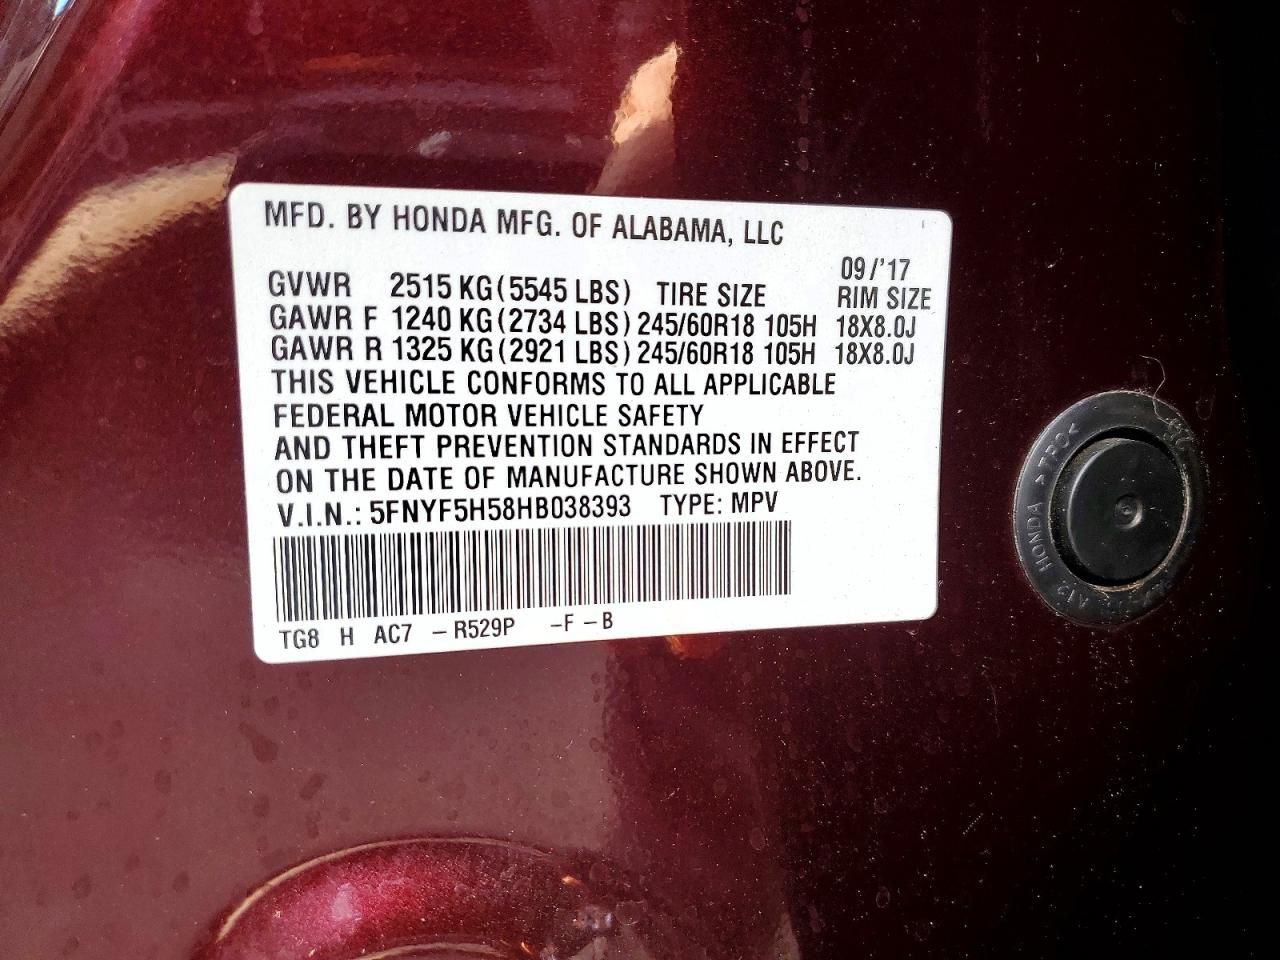 MFD. BY HONDA MFG. OF ALABAMA, LLC
09/'17
GVWR 2515 KG (5545 LBS) TIRE SIZE RIM SIZE
GAWR F 1240 KG (2734 LBS) 245/60R18 105H 18X8.0J
GAWR R 1325 KG (2921 LBS) 245/60R18 105H 18X8.0J
THIS VEHICLE CONFORMS TO ALL APPLICABLE
FEDERAL MOTOR VEHICLE SAFETY
AND THEFT PREVENTION STANDARDS IN EFFECT
ON THE DATE OF MANUFACTURE SHOWN ABOVE.
V.I.N.: 5FNYF5H58HB038393 TYPE: MPV
TG8 H AC7 -R529P -F-B
A12 HONDA >TEO<